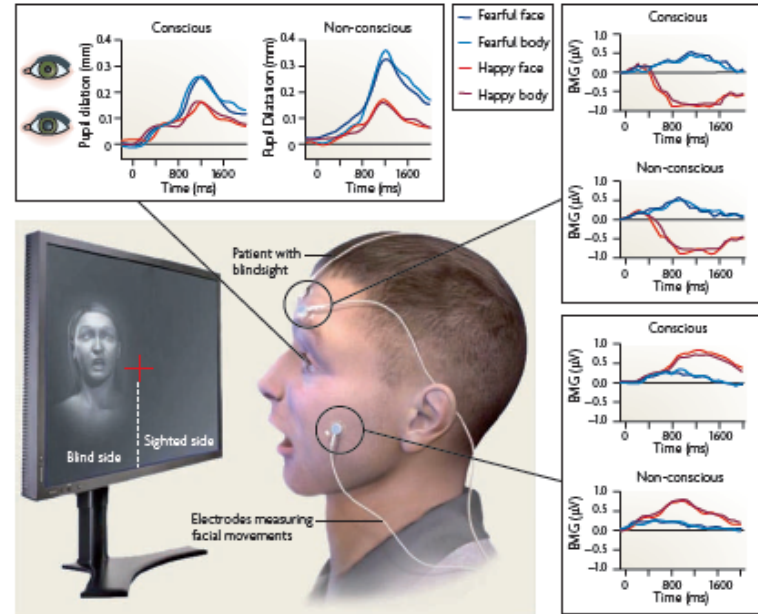 Conscious
Non-conscious
Pupil dilation (mm)
0.4
0.3
0.2
0.1
0
0
800
1600
Time (ms)
Pupil Dilatation (mm)
0.4
0.3
0.2
0.1
0
0
800
1600
Time (ms)
Fearful face
Fearful body
Happy face
Happy body
Conscious
BMG (μV)
1.0
0.5
0.0
–0.5
–1.0
0
800
1600
Time (ms)
Non-conscious
BMG (μV)
1.0
0.5
0.0
–0.5
–1.0
0
800
1600
Time (ms)
Patient with
blindsight
Blind side
Sighted side
Electrodes measuring
facial movements
Conscious
BMG (μV)
1.0
0.5
0.0
–0.5
–1.0
0
800
1600
Time (ms)
Non-conscious
BMG (μV)
1.0
0.5
0.0
–0.5
–1.0
0
800
1600
Time (ms)